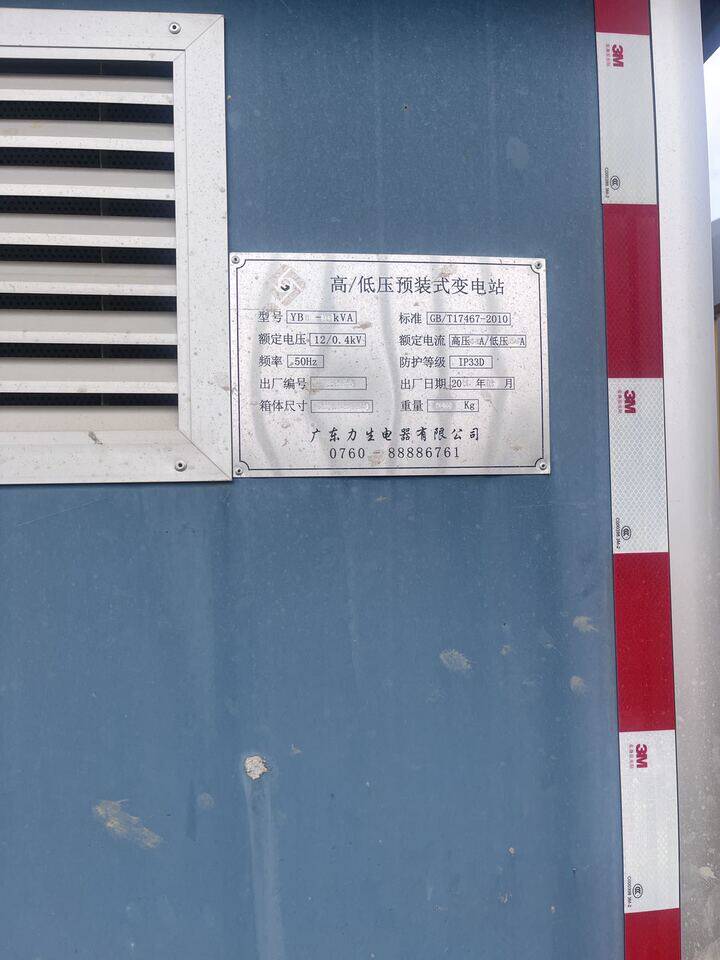 高/低压预装式变电站
型号 YB - kVA 标准 GB/T17467-2010
额定电压 12/0.4kV 额定电流 高压 A/低压 A
频率 50Hz 防护等级 IP33D
出厂编号 出厂日期 20 年 月
箱体尺寸 重量 Kg
广东力生电器有限公司
0760-88886761
3M
3M
3M